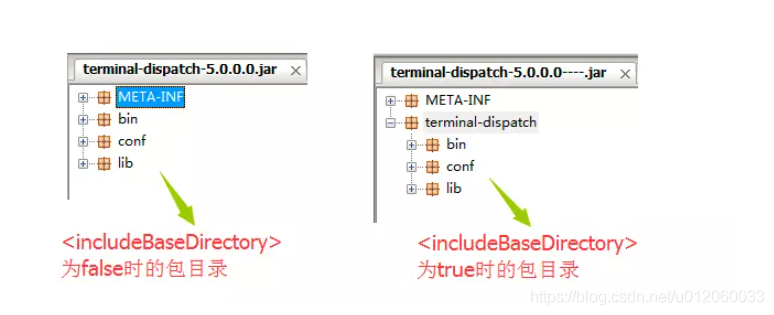 terminal-dispatch-5.0.0.0.jar
META-INF
bin
conf
lib
<includeBaseDirectory>
为false时的包目录
terminal-dispatch-5.0.0.0----.jar
META-INF
terminal-dispatch
bin
conf
lib
<includeBaseDirectory>
为true时的包目录
https://blog.csdn.net/u012060033